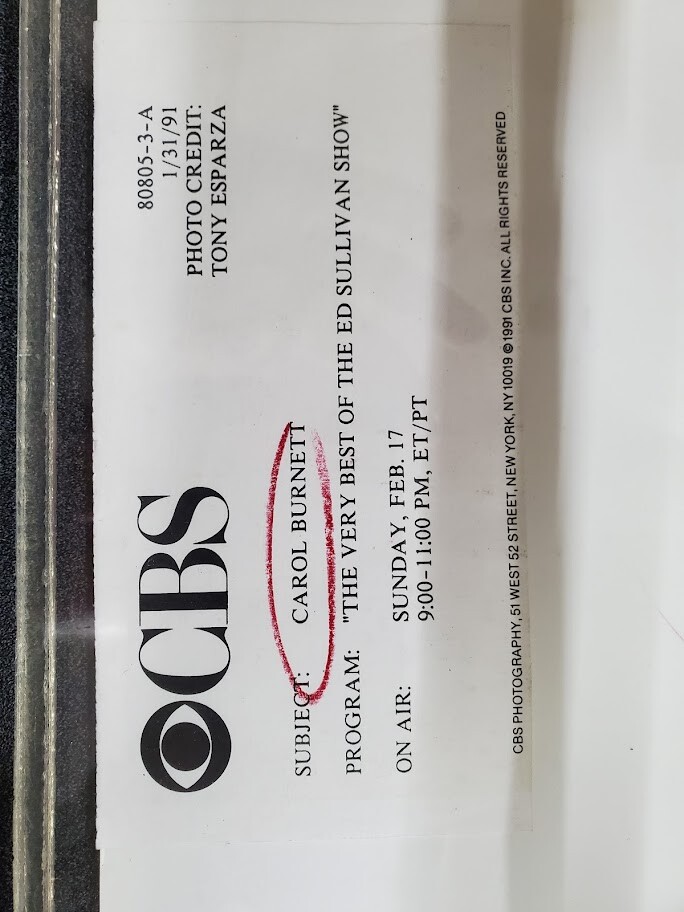 CBS
80805-3-A
1/31/91
PHOTO CREDIT:
TONY ESPARZA
SUBJECT: CAROL BURNETT
PROGRAM: "THE VERY BEST OF THE ED SULLIVAN SHOW"
ON AIR: SUNDAY, FEB. 17
9:00-11:00 PM, ET/PT
CBS PHOTOGRAPHY, 51 WEST 52 STREET, NEW YORK, NY 10019 ©1991 CBS INC. ALL RIGHTS RESERVED